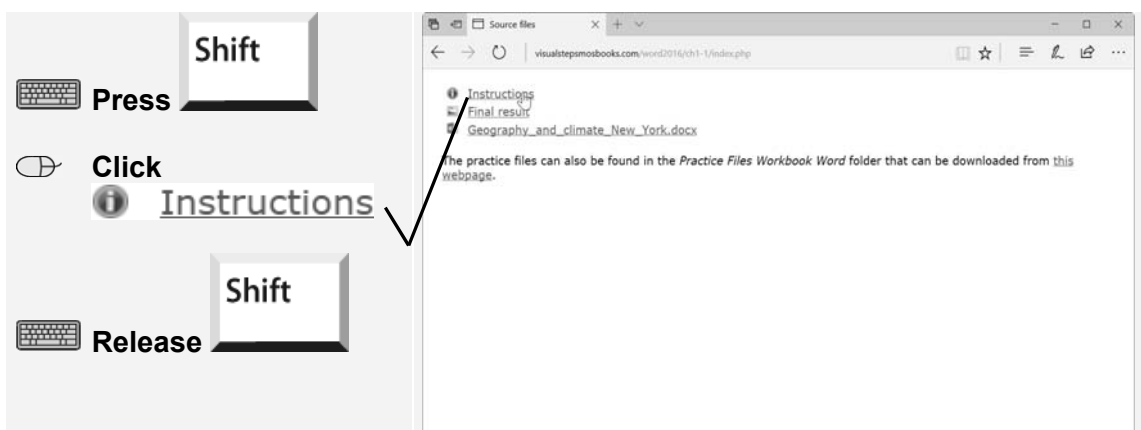 Shift
Press
Click
Instructions
Shift
Release
Source files
visualstepsmosbooks.com/word2016/ch1-1/index.php
Instructions
Final result
Geography_and_climate_New_York.docx
The practice files can also be found in the Practice Files Workbook Word folder that can be downloaded from this
webpage.